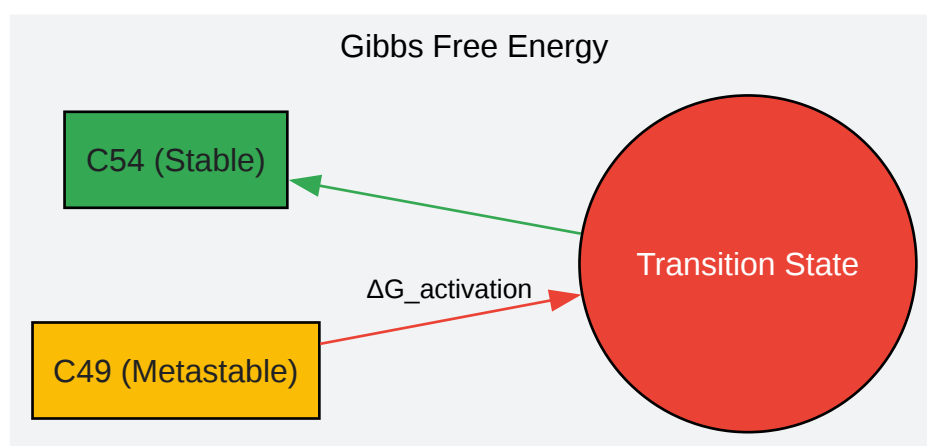 Gibbs Free Energy
C54 (Stable)
Transition State
ΔG_activation
C49 (Metastable)